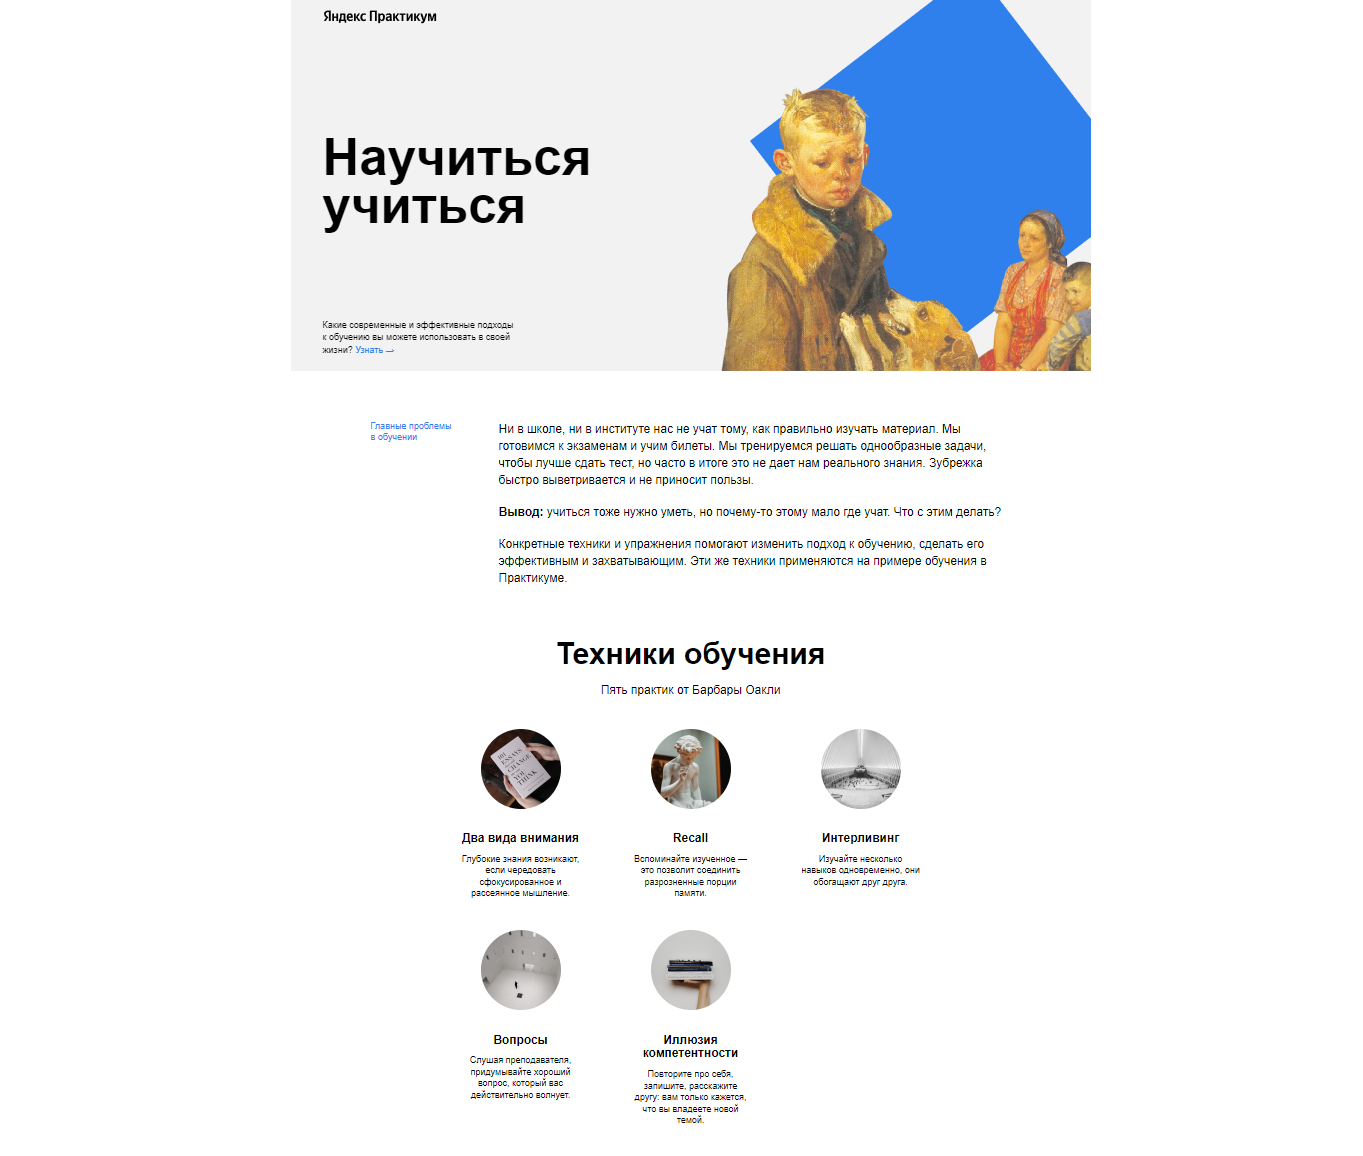 Яндекс Практикум
Научиться
учиться
Какие современные и эффективные подходы
к обучению вы можете использовать в своей
жизни? Узнать →
Главные проблемы
в обучении
Ни в школе, ни в институте нас не учат тому, как правильно изучать материал. Мы
готовимся к экзаменам и учим билеты. Мы тренируемся решать однообразные задачи,
чтобы лучше сдать тест, но часто в итоге это не дает нам реального знания. Зубрежка
быстро выветривается и не приносит пользы.
Вывод: учиться тоже нужно уметь, но почему-то этому мало где учат. Что с этим делать?
Конкретные техники и упражнения помогают изменить подход к обучению, сделать его
эффективным и захватывающим. Эти же техники применяются на примере обучения в
Практикуме.
Техники обучения
Пять практик от Барбары Оакли
101
ESSAYS
CHANGE
YOU
THINK
Два вида внимания
Глубокие знания возникают,
если чередовать
сфокусированное и
рассеянное мышление.
Recall
Вспоминайте изученное —
это позволит соединить
разрозненные порции
памяти.
Интерливинг
Изучайте несколько
навыков одновременно, они
обогащают друг друга.
Вопросы
Слушая преподавателя,
придумывайте хороший
вопрос, который вас
действительно волнует.
Иллюзия
компетентности
Повторите про себя,
запишите, расскажите
другу: вам только кажется,
что вы владеете новой
темой.